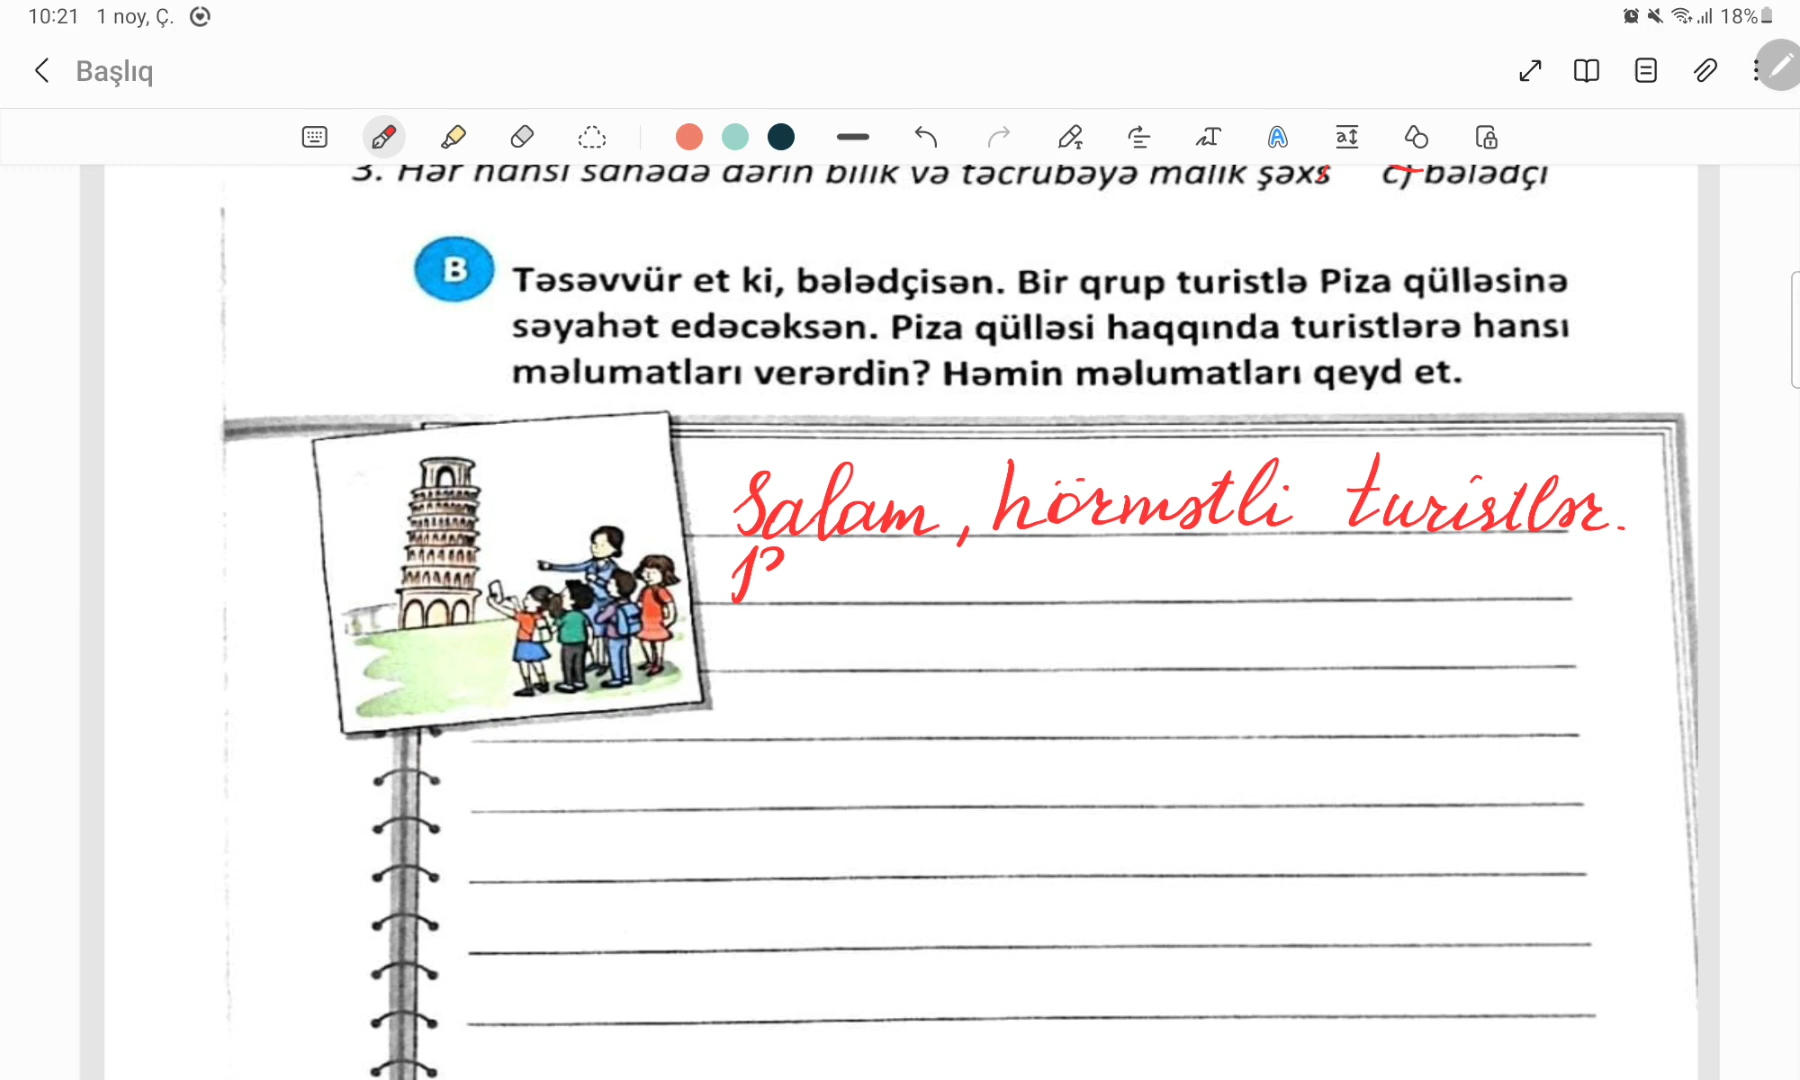 10:21 1 noy, Ç. 18%
Başlıq
3. Hər hansı sahədə dərin bilik və təcrübəyə malik şəxs c) bələdçi
B
Təsəvvür et ki, bələdçisən. Bir qrup turistlə Piza qülləsinə
səyahət edəcəksən. Piza qülləsi haqqında turistlərə hansı
məlumatları verərdin? Həmin məlumatları qeyd et.
Salam, hörmətli turistlər.
P